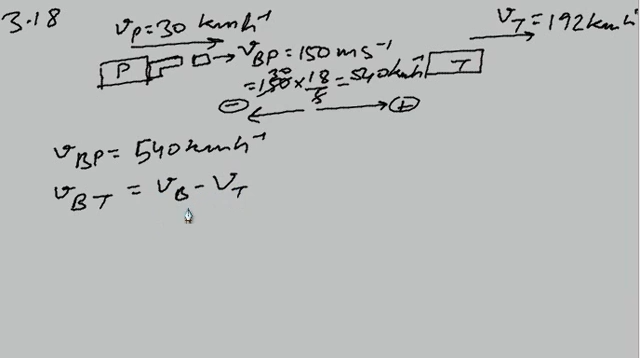 3.18
v_P = 30 km h⁻¹
v_T = 192 km h
P
v_BP = 150 m s⁻¹
= 150 30 × 18/5 = 540 km h⁻¹
T
− +
v_BP = 540 km h⁻¹
v_BT = v_B − v_T